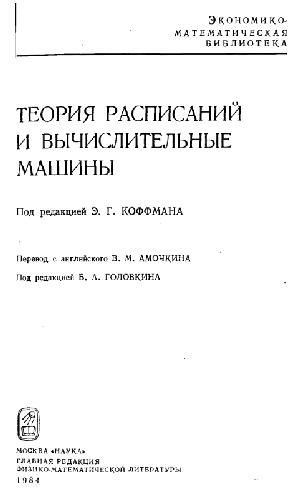 ЭКОНОМИКО-
МАТЕМАТИЧЕСКАЯ
БИБЛИОТЕКА
ТЕОРИЯ РАСПИСАНИЙ
И ВЫЧИСЛИТЕЛЬНЫЕ
МАШИНЫ
Под редакцией Э. Г. КОФФМАНА
Перевод с английского В. М. АМОЧКИНА
Под редакцией Б. А. ГОЛОВКИНА
МОСКВА «НАУКА»
ГЛАВНАЯ РЕДАКЦИЯ
ФИЗИКО-МАТЕМАТИЧЕСКОЙ ЛИТЕРАТУРЫ
1984